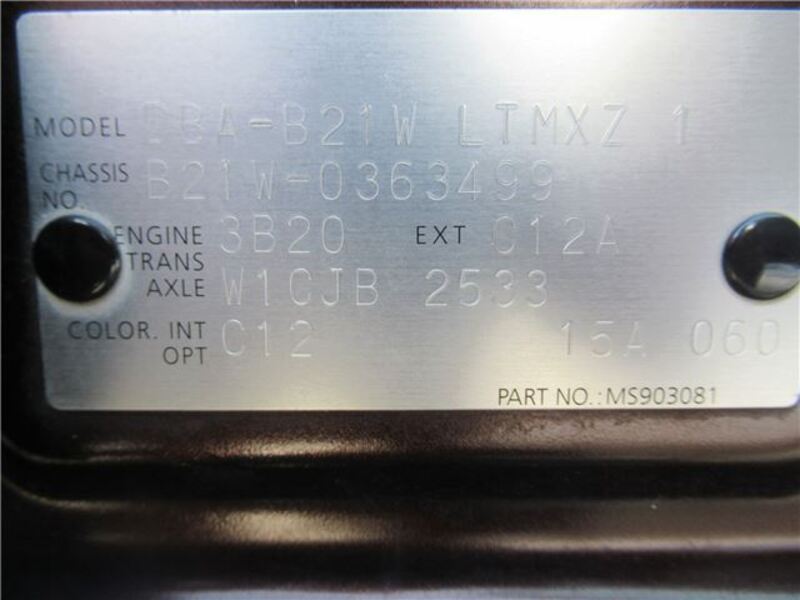 MODEL DBA-B21W LTMXZ 1
CHASSIS NO. B21W-0363499
ENGINE 3B20 EXT C12A
TRANS AXLE W1CJB 2533
COLOR. INT OPT C12 15A 060
PART NO.:MS903081